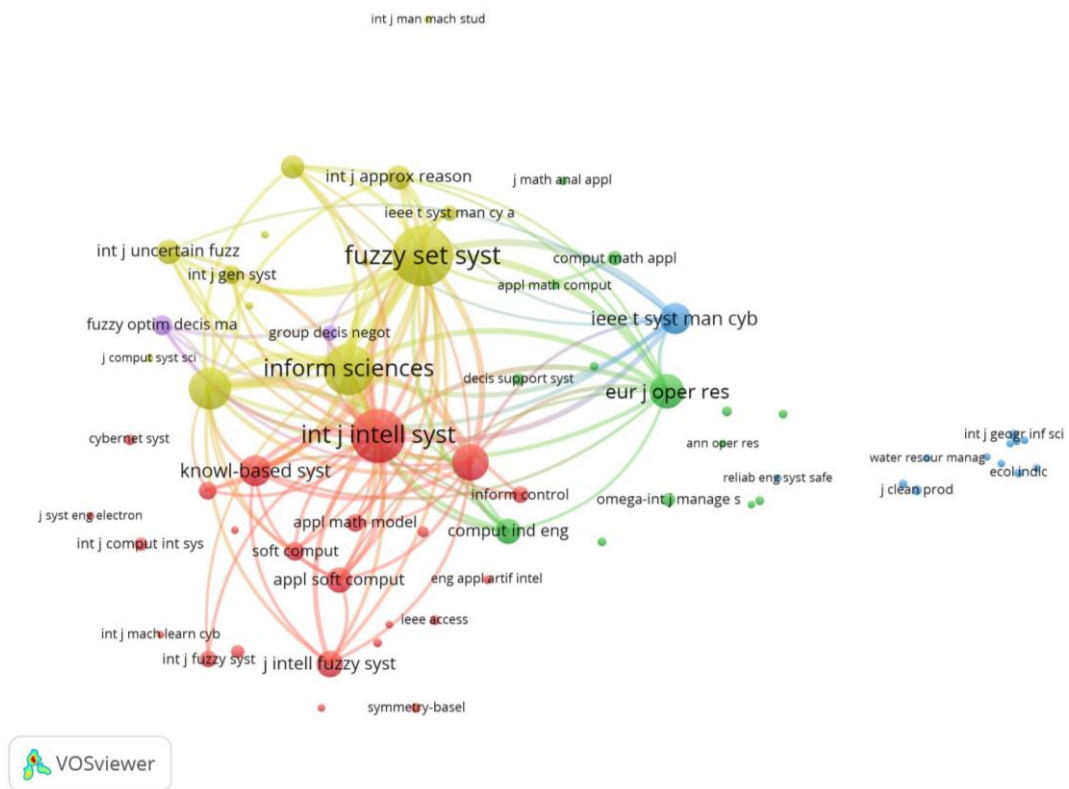 int j man mach stud
int j approx reason
j math anal appl
ieee t syst man cy a
int j uncertain fuzz
fuzzy set syst
comput math appl
int j gen syst
appl math comput
fuzzy optim decis ma
group decis negot
ieee t syst man cyb
j comput syst sci
inform sciences
decis support syst
eur j oper res
int j intell syst
cybernet syst
ann oper res
int j geogr inf sci
water resour manag
knowl-based syst
reliab eng syst safe
ecol indic
j clean prod
inform control
omega-int j manage s
j syst eng electron
appl math model
comput ind eng
int j comput int sys
soft comput
appl soft comput
eng appl artif intel
ieee access
int j mach learn cyb
int j fuzzy syst
j intell fuzzy syst
symmetry-basel
VOSviewer